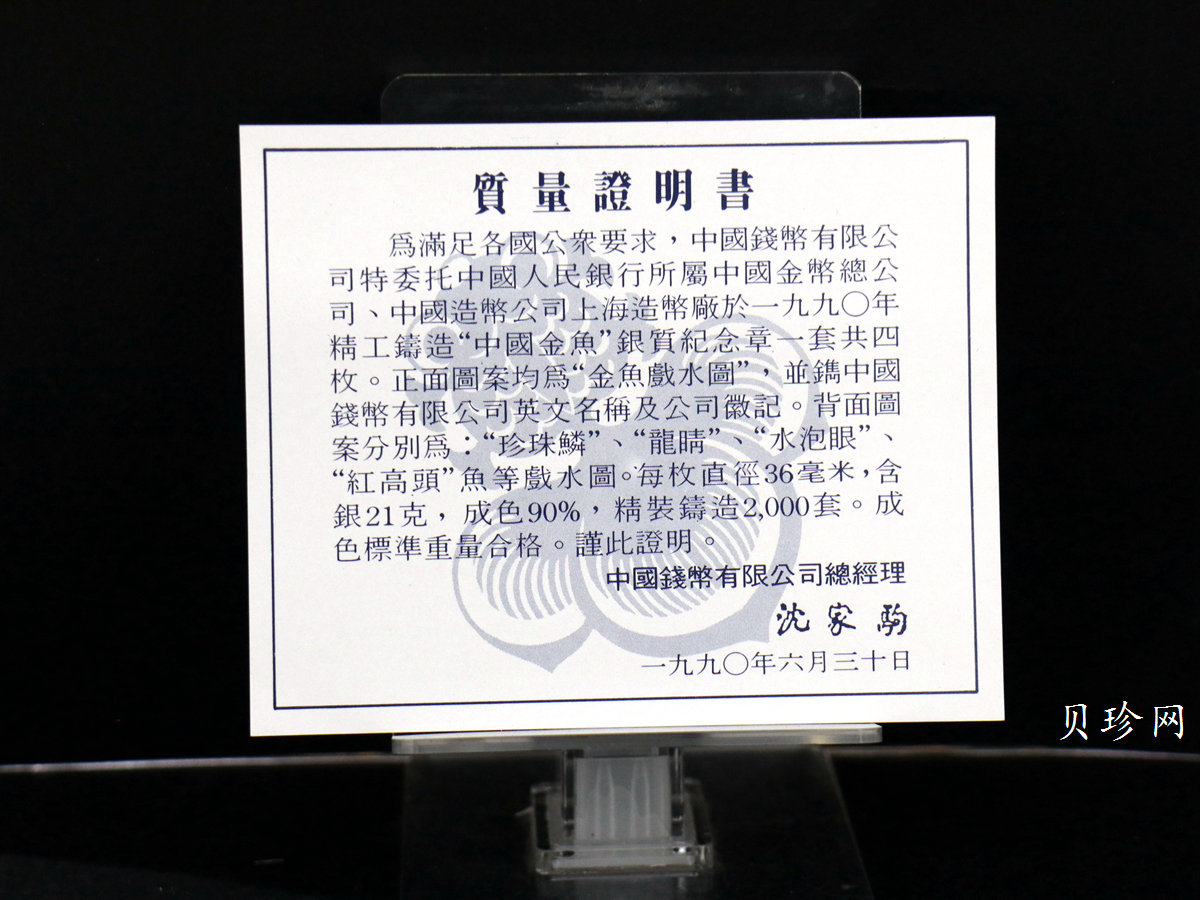 質量證明書
爲滿足各國公衆要求，中國錢幣有限公
司特委托中國人民銀行所屬中國金幣總公
司、中國造幣公司上海造幣廠於一九九〇年
精工鑄造“中國金魚”銀質紀念章一套共四
枚。正面圖案均爲“金魚戲水圖”，並鐫中國
錢幣有限公司英文名稱及公司徽記。背面圖
案分別爲：“珍珠鱗”、“龍睛”、“水泡眼”、
“紅高頭”魚等戲水圖。每枚直徑36毫米，含
銀21克，成色90%，精裝鑄造2,000套。成
色標準重量合格。謹此證明。
中國錢幣有限公司總經理
沈家駒
一九九〇年六月三十日
贝珍网